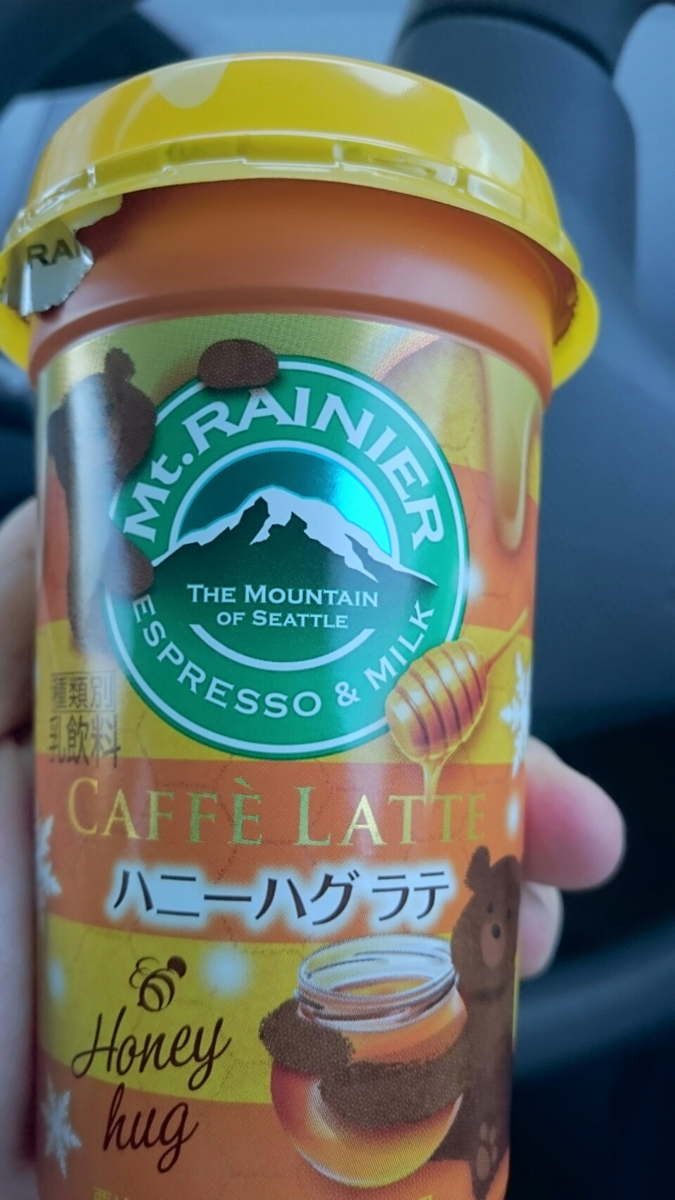 RAI
Mt. RAINIER
THE MOUNTAIN
OF SEATTLE
ESPRESSO & MILK
種類別
乳飲料
CAFFÈ LATTE
ハニーハグ ラテ
Honey
hug